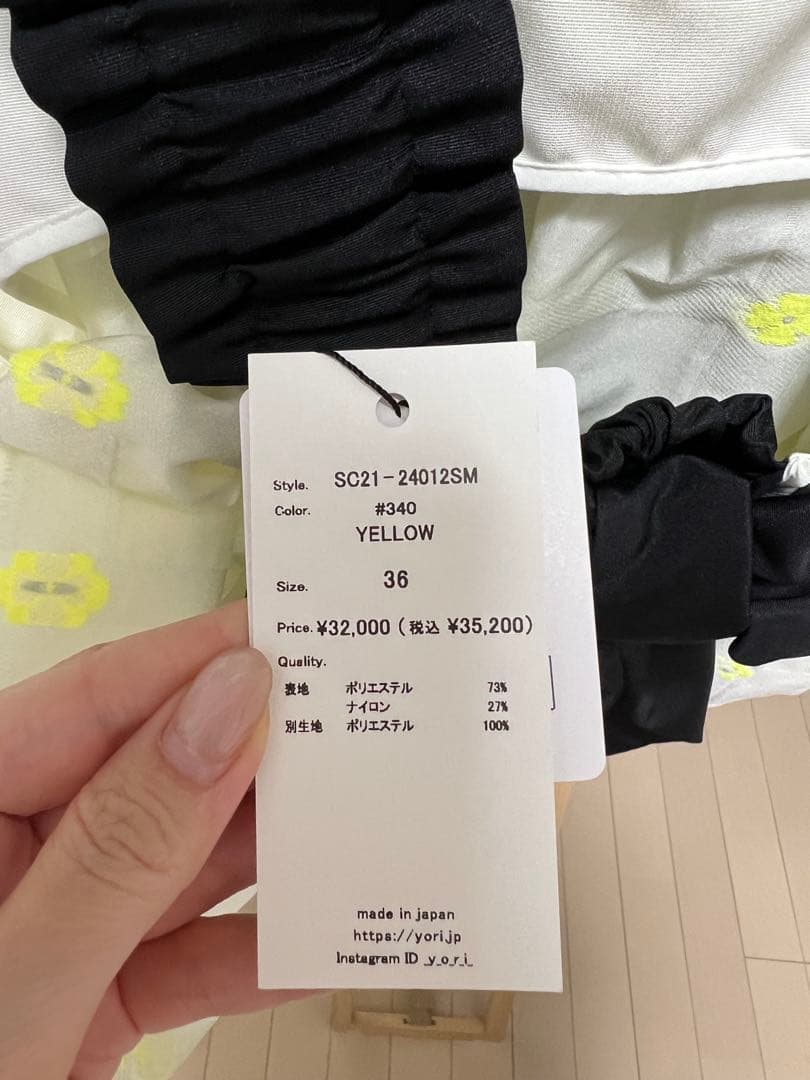 Style. SC21-24012SM
Color. #340
YELLOW
Size. 36
Price. ¥32,000 (税込 ¥35,200)
Quality.
表地 ポリエステル 73%
ナイロン 27%
別生地 ポリエステル 100%
made in japan
https://yori.jp
Instagram ID _y_o_r_i_